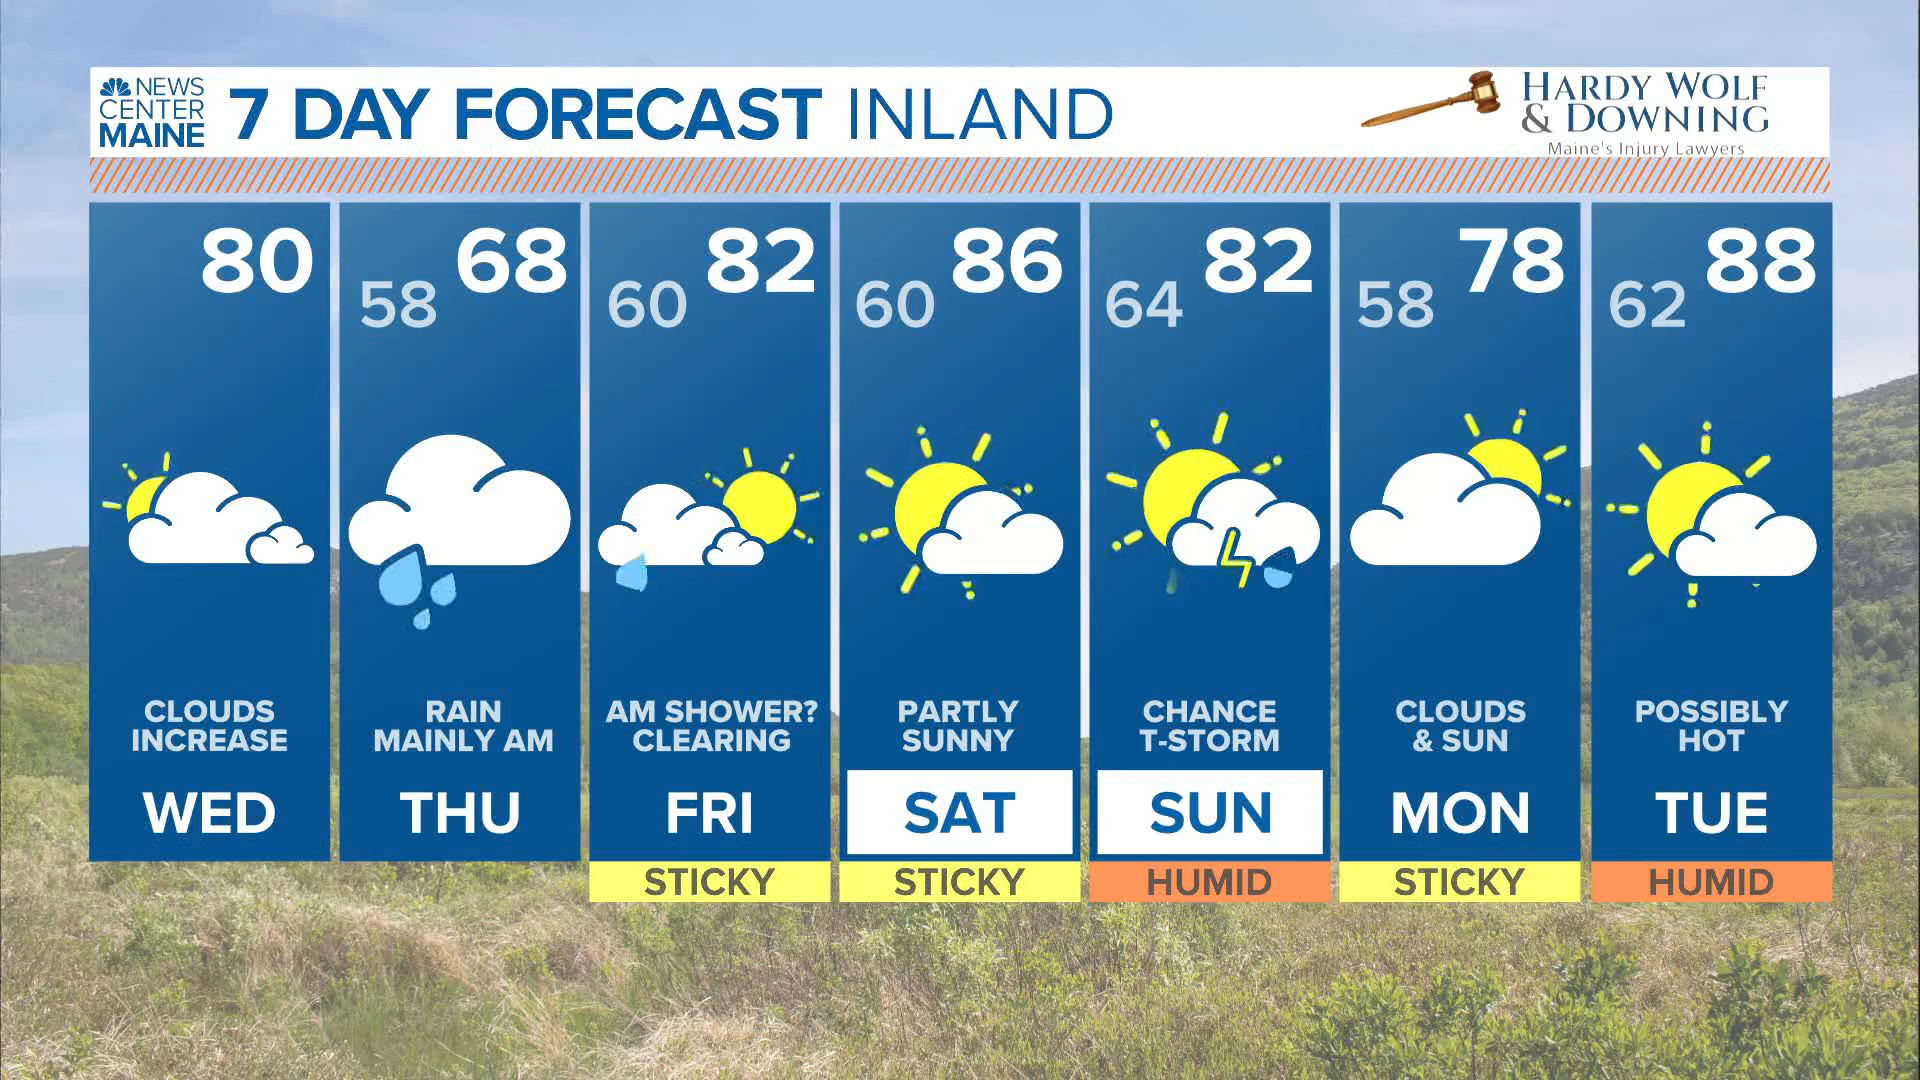 NEWS
CENTER
MAINE
7 DAY FORECAST INLAND
HARDY WOLF
& DOWNING
Maine's Injury Lawyers
80
CLOUDS
INCREASE
WED
68
58
RAIN
MAINLY AM
THU
82
60
AM SHOWER?
CLEARING
FRI
STICKY
86
60
PARTLY
SUNNY
SAT
STICKY
82
64
CHANCE
T-STORM
SUN
HUMID
78
58
CLOUDS
& SUN
MON
STICKY
88
62
POSSIBLY
HOT
TUE
HUMID